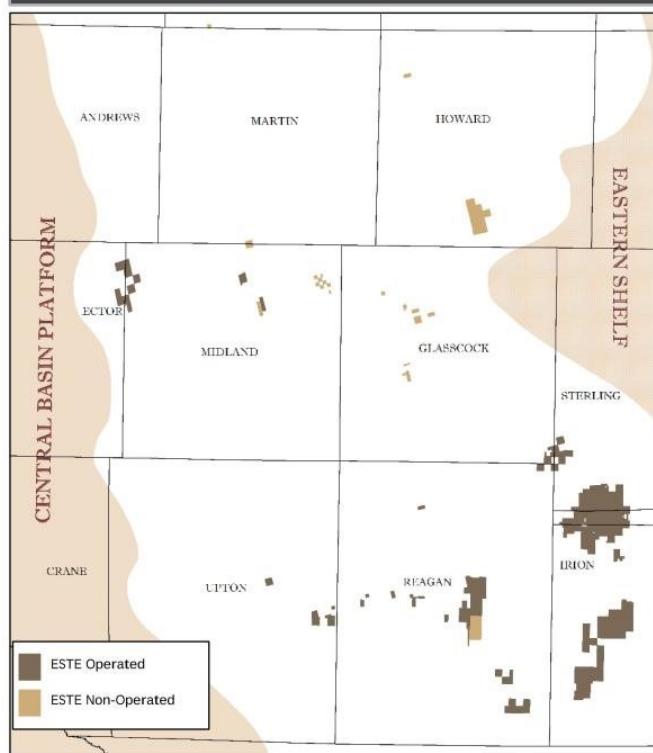 ANDREWS
MARTIN
HOWARD
CENTRAL BASIN PLATFORM
EASTERN SHELF
ECTOR
MIDLAND
GLASSCOCK
STERLING
CRANE
UPTON
REAGAN
IRION
ESTE Operated
ESTE Non-Operated